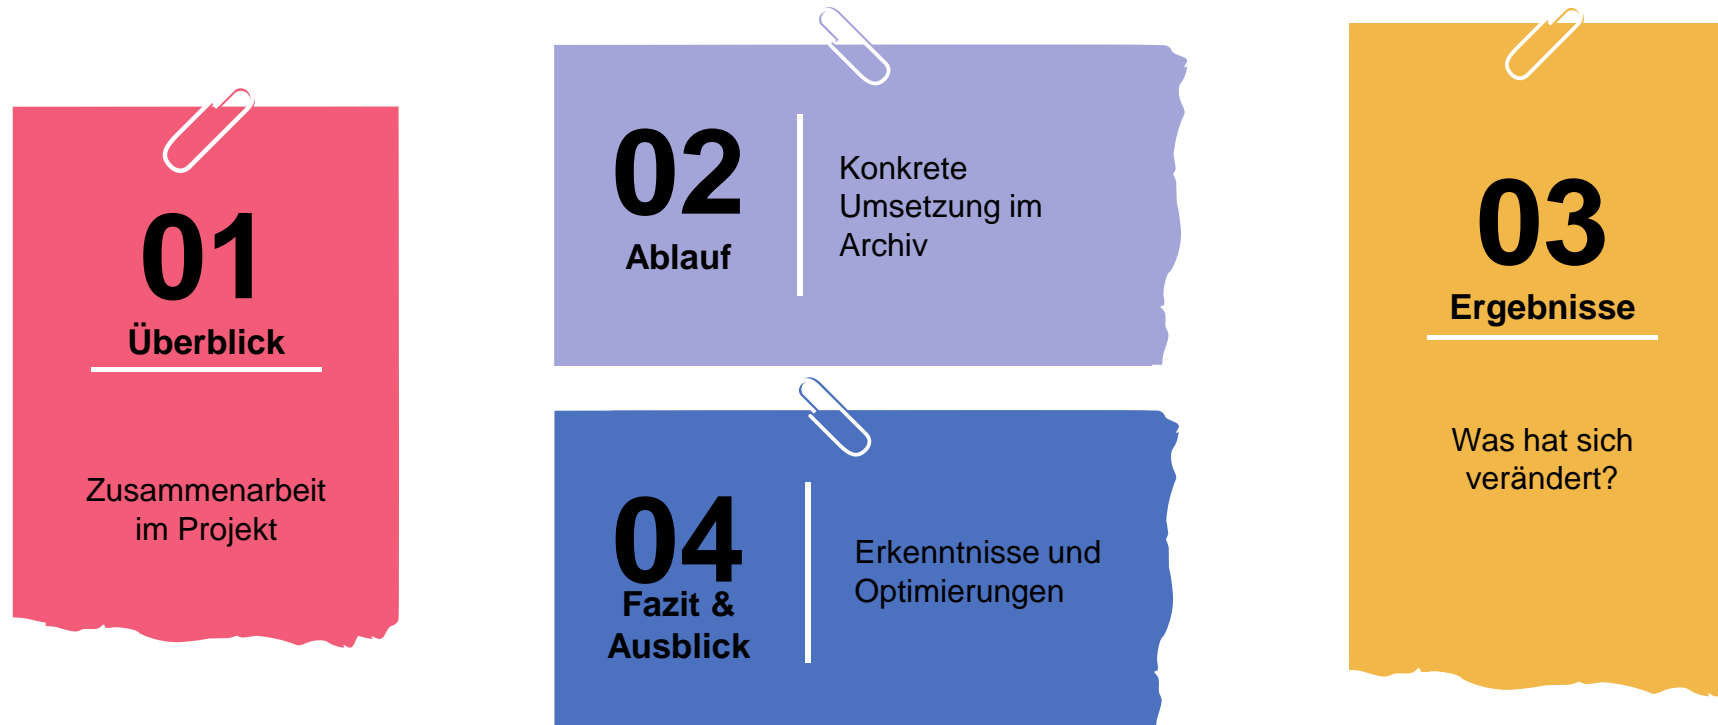 01
Überblick
Zusammenarbeit
im Projekt
02
Ablauf
Konkrete
Umsetzung im
Archiv
03
Ergebnisse
Was hat sich
verändert?
04
Fazit &
Ausblick
Erkenntnisse und
Optimierungen